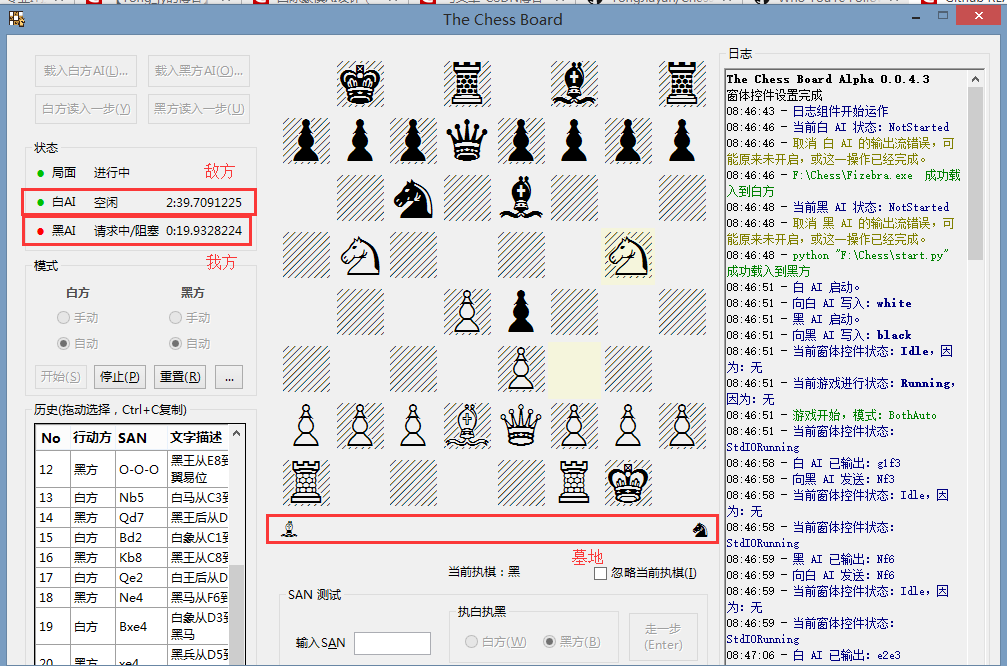 The Chess Board
载入白方AI(L)...
载入黑方AI(O)...
白方读入一步(Y)
黑方读入一步(U)
状态
局面 进行中 敌方
白AI 空闲 2:39.7091225
黑AI 请求中/阻塞 0:19.9328224
我方
模式
白方 黑方
手动 手动
自动 自动
开始(S) 停止(P) 重置(R) ...
历史(拖动选择，Ctrl+C复制)
No 行动方 SAN 文字描述
12 黑方 O-O-O 黑王从E8到
翼易位
13 白方 Nb5 白马从C3到
14 黑方 Qd7 黑王后从D
15 白方 Bd2 白象从C1到
16 黑方 Kb8 黑王从C8到
17 白方 Qe2 白王后从D
18 黑方 Ne4 黑马从F6到
19 白方 Bxe4 白象从D3到
黑马
20 黑方 xe4 黑兵从D5到
墓地
当前执棋：黑
忽略当前执棋(I)
SAN 测试
输入SAN
执白执黑
白方(W) 黑方(B)
走一步
(Enter)
日志
The Chess Board Alpha 0.0.4.3
窗体控件设置完成
08:46:43 - 日志组件开始运作
08:46:46 - 当前白 AI 状态: NotStarted
08:46:46 - 取消 白 AI 的输出流错误，可
能原来未开启，或这一操作已经完成。
08:46:46 - F:\Chess\Fizebra.exe 成功载
入到白方
08:46:48 - 当前黑 AI 状态: NotStarted
08:46:48 - 取消 黑 AI 的输出流错误，可
能原来未开启，或这一操作已经完成。
08:46:48 - python "F:\Chess\start.py"
成功载入到黑方
08:46:51 - 白 AI 启动。
08:46:51 - 向白 AI 写入: white
08:46:51 - 黑 AI 启动。
08:46:51 - 向黑 AI 写入: black
08:46:51 - 当前窗体控件状态: Idle，因
为: 无
08:46:51 - 当前游戏进行状态: Running，
因为: 无
08:46:51 - 游戏开始，模式: BothAuto
08:46:51 - 当前窗体控件状态:
StdIORunning
08:46:58 - 白 AI 已输出: g1f3
08:46:58 - 向黑 AI 发送: Nf3
08:46:58 - 当前窗体控件状态: Idle，因
为: 无
08:46:58 - 当前窗体控件状态:
StdIORunning
08:46:59 - 黑 AI 已输出: Nf6
08:46:59 - 向白 AI 发送: Nf6
08:46:59 - 当前窗体控件状态: Idle，因
为: 无
08:46:59 - 当前窗体控件状态:
StdIORunning
08:47:06 - 白 AI 已输出: e2e3